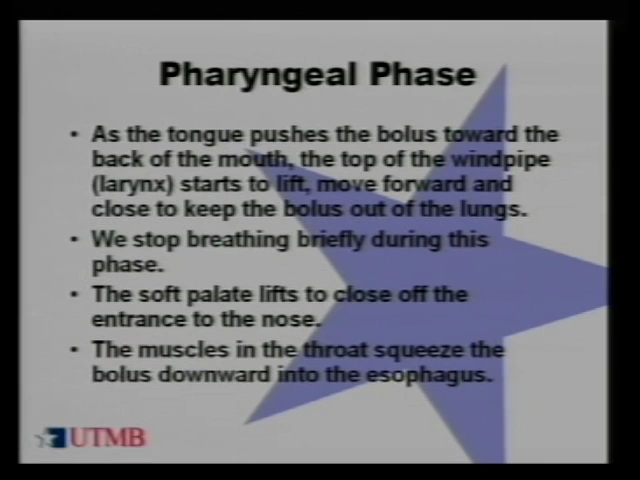 Pharyngeal Phase
• As the tongue pushes the bolus toward the
back of the mouth, the top of the windpipe
(larynx) starts to lift, move forward and
close to keep the bolus out of the lungs.
• We stop breathing briefly during this
phase.
• The soft palate lifts to close off the
entrance to the nose.
• The muscles in the throat squeeze the
bolus downward into the esophagus.
UTMB